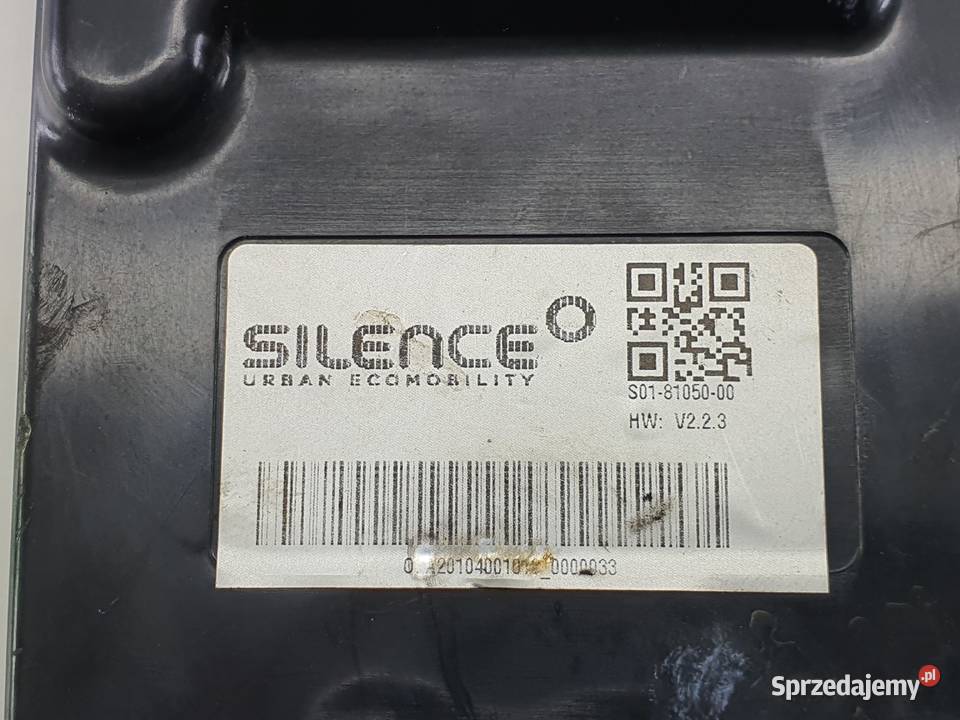 SILENCE
URBAN ECOMOBILITY
S01-81050-00
HW: V2.2.3
Sprzedajemy.pl